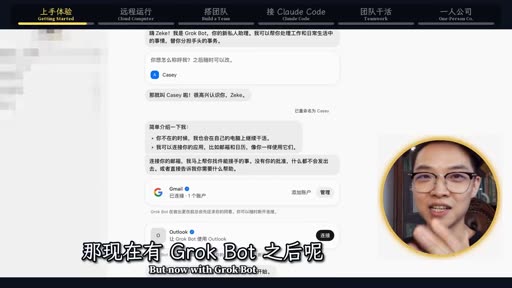 上手体验
Getting Started
远程运行
Cloud Computer
搭团队
Build a Team
接 Claude Code
Claude Code
团队干活
Teamwork
一人公司
One-Person Co.
嗨 Zeke！我是 Grok Bot，你的新私人助理。我可以帮你处理工作和日常生活中
的事情，替你分担手头的事务。
你想怎么称呼我？之后随时可以改。
Casey
那就叫 Casey 啦！很高兴认识你，Zeke。
已重命名为 Casey
简单介绍一下我：
• 你不在的时候，我也会在自己的电脑上继续干活。
• 我可以连接你的应用，比如邮箱和日历，像你一样使用它们。
连接你的邮箱，我马上帮你找件能接手的事。没有你的批准，什么都不会发出
去。或者直接告诉我你需要什么帮助。
Gmail
已连接 · 1 个账户
添加账户
管理
Outlook
让 Grok Bot 使用 Outlook
连接
那现在有 Grok Bot 之后呢
But now with Grok Bot